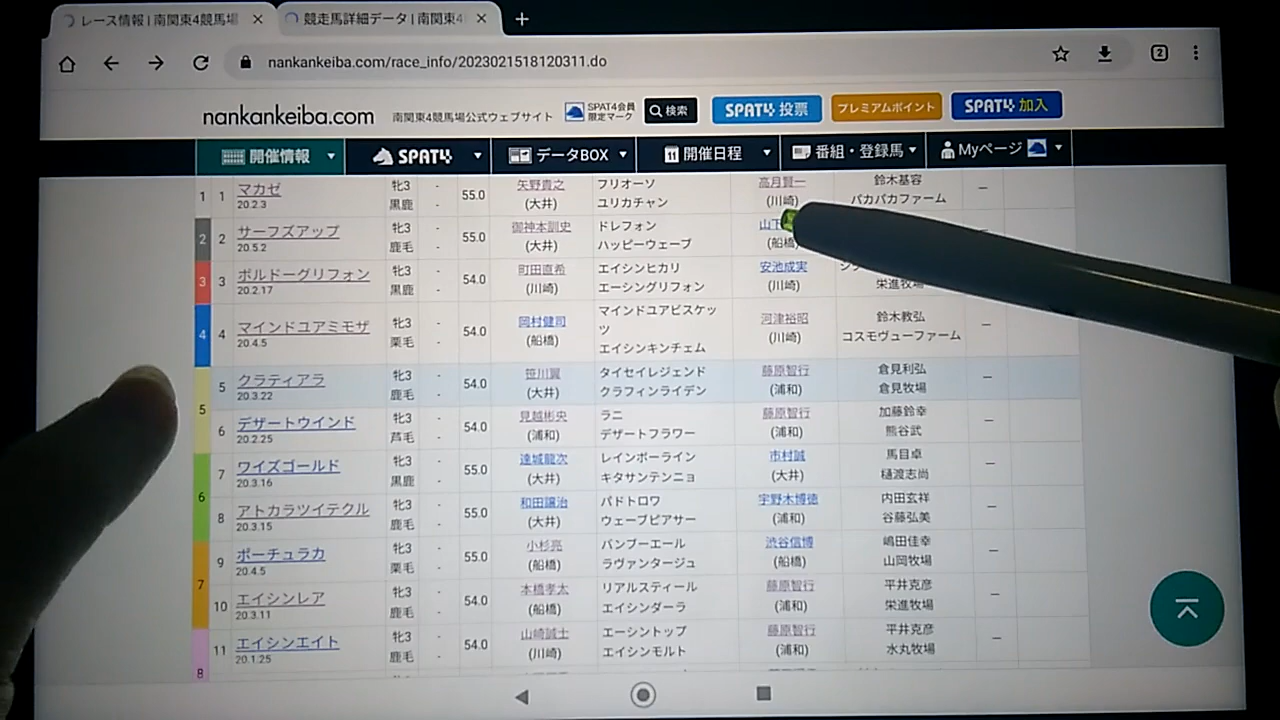 レース情報 | 南関東4競馬場
競走馬詳細データ | 南関東4
nankankeiba.com/race_info/2023021518120311.do
2
nankankeiba.com
南関東4競馬場公式ウェブサイト
SPAT4会員
限定マーク
検索
SPAT4 投票
プレミアムポイント
SPAT4 加入
開催情報
SPAT4
データBOX
11 開催日程
番組・登録馬
Myページ
1 1 マカゼ 牝3 - 55.0 矢野貴之 フリオーソ 高月賢一 鈴木基容 –
20.2.3 黒鹿 - (大井) ユリカチャン (川崎) バカバカファーム
2 2 サーフズアップ 牝3 - 55.0 御神本訓史 ドレフォン 山下
20.5.2 鹿毛 - (大井) ハッピーウェーブ (船橋
3 3 ボルドーグリフォン 牝3 - 54.0 町田直希 エイシンヒカリ 安池成実
20.2.17 黒鹿 - (川崎) エーシングリフォン (川崎) 栄進牧場
4 4 マインドユアミモザ 牝3 - 54.0 岡村健司 マインドユアビスケッ
ツ 河津裕昭 鈴木教弘 –
20.4.5 栗毛 - (船橋) エイシンキンチェム (川崎) コスモヴューファーム
5 5 クラティアラ 牝3 - 54.0 笹川翼 タイセイレジェンド 藤原智行 倉見利弘 –
20.3.22 鹿毛 - (大井) クラフィンライデン (浦和) 倉見牧場
6 デザートウインド 牝3 - 54.0 見越彬央 ラニ 藤原智行 加藤鈴幸 –
20.2.25 芦毛 - (浦和) デザートフラワー (浦和) 熊谷武
6 7 ワイズゴールド 牝3 - 55.0 達城龍次 レインボーライン 市村誠 馬目卓 –
20.3.16 黒鹿 - (大井) キタサンテンニョ (大井) 樋渡志尚
8 アトカラツイテクル 牝3 - 55.0 和田譲治 バドトロワ 宇野木博徳 内田玄祥 –
20.3.15 鹿毛 - (大井) ウェーブピアサー (浦和) 谷藤弘美
7 9 ポーチュラカ 牝3 - 55.0 小杉亮 バンブーエール 渋谷信博 嶋田佳幸 –
20.4.5 栗毛 - (船橋) ラヴァンタージュ (船橋) 山岡牧場
10 エイシンレア 牝3 - 54.0 本橋孝太 リアルスティール 藤原智行 平井克彦 –
20.3.11 鹿毛 - (船橋) エイシンダーラ (浦和) 栄進牧場
8 11 エイシンエイト 牝3 - 54.0 山崎誠士 エーシントップ 藤原智行 平井克彦 –
20.1.25 鹿毛 - (川崎) エイシンモルト (浦和) 水丸牧場